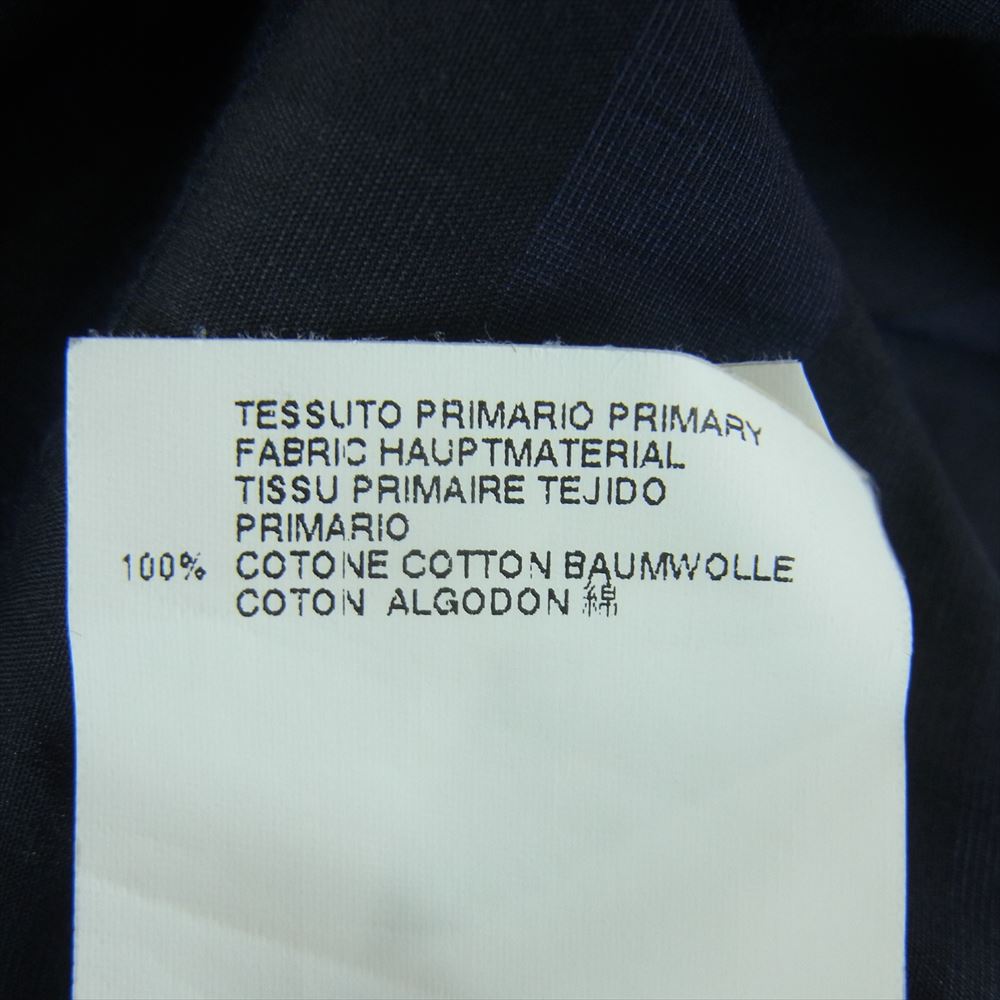 TESSUTO PRIMARIO PRIMARY
FABRIC HAUPTMATERIAL
TISSU PRIMAIRE TEJIDO
PRIMARIO
100% COTONE COTTON BAUMWOLLE
COTON ALGODON 綿